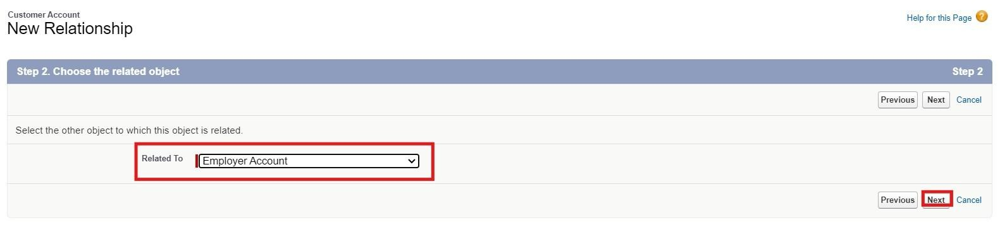 Customer Account
New Relationship
Help for this Page ?
Step 2. Choose the related object
Step 2
Previous Next Cancel
Select the other object to which this object is related.
Related To Employer Account
Previous Next Cancel